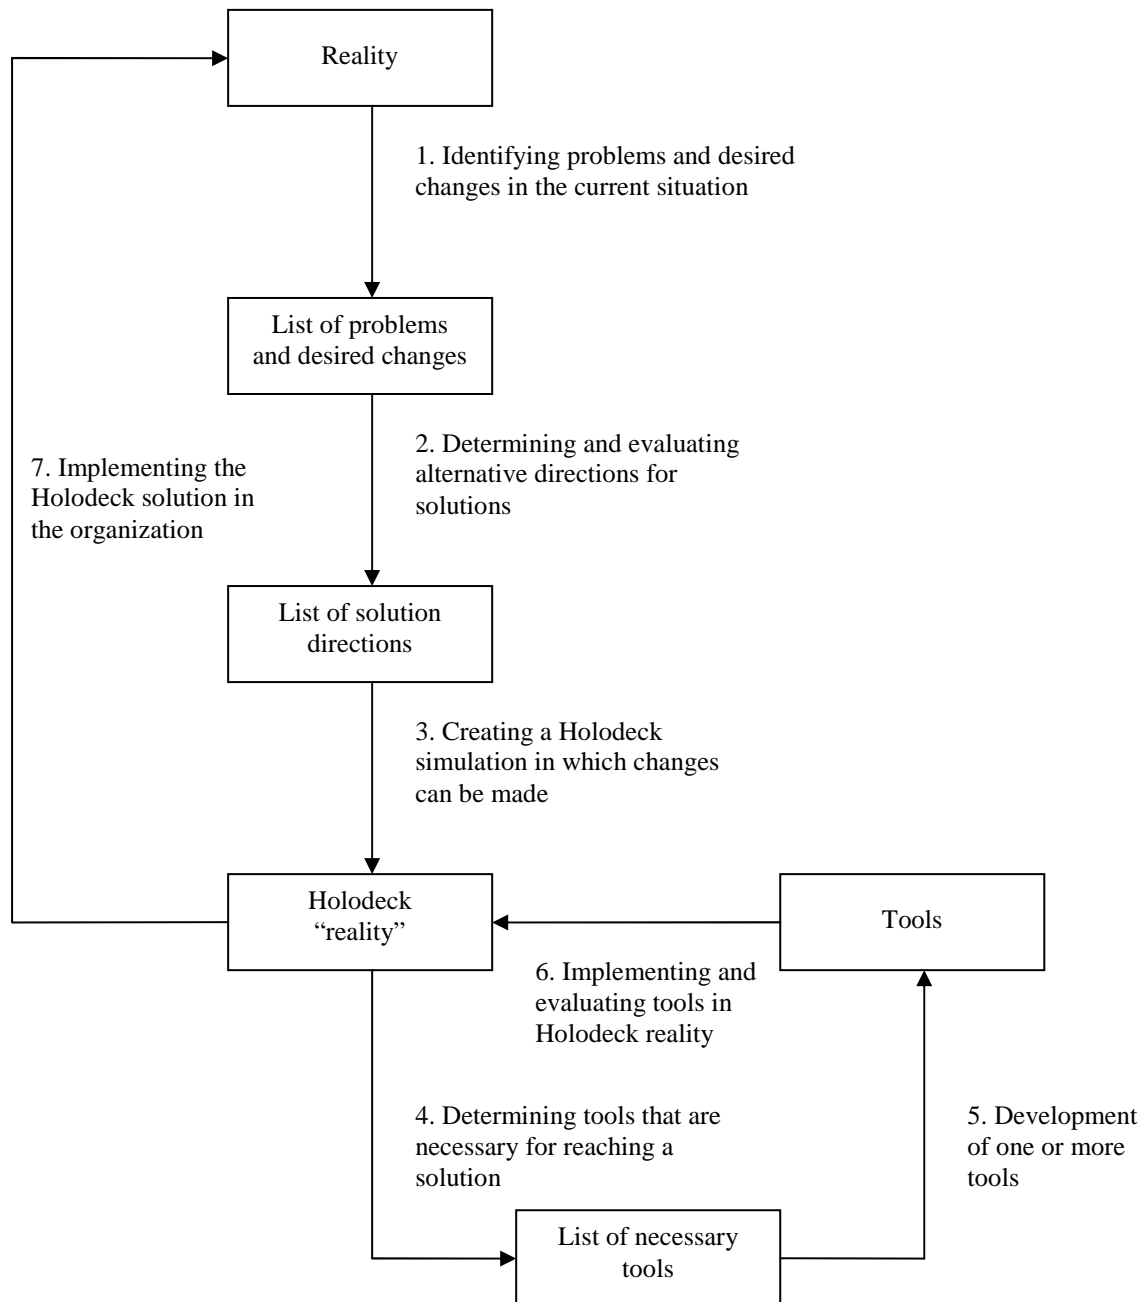 Reality
1. Identifying problems and desired
changes in the current situation
List of problems
and desired changes
2. Determining and evaluating
alternative directions for
solutions
7. Implementing the
Holodeck solution in
the organization
List of solution
directions
3. Creating a Holodeck
simulation in which changes
can be made
Holodeck
“reality”
Tools
6. Implementing and
evaluating tools in
Holodeck reality
4. Determining tools that are
necessary for reaching a
solution
5. Development
of one or more
tools
List of necessary
tools